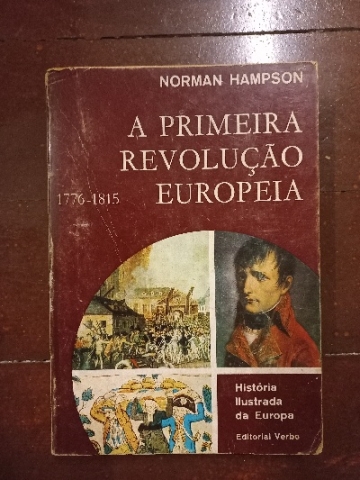 NORMAN HAMPSON
A PRIMEIRA
REVOLUÇÃO
1776-1815 EUROPEIA
História
Ilustrada
da Europa
Editorial Verbo